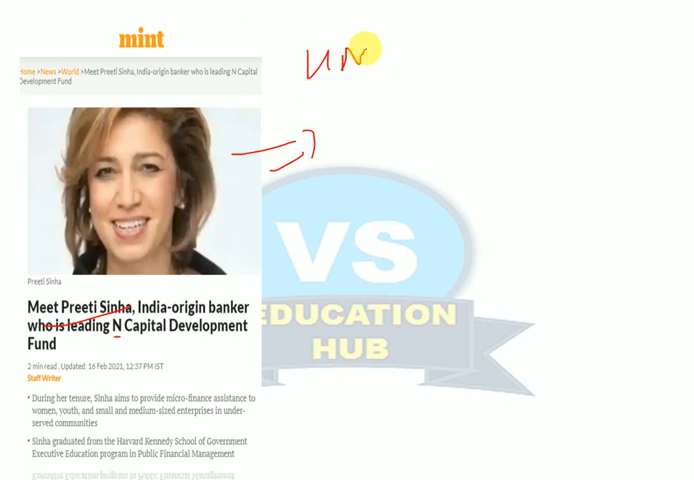 mint
UN
Home >News >World >Meet Preeti Sinha, India-origin banker who is leading N Capital
Development Fund
Preeti Sinha
Meet Preeti Sinha, India-origin banker
who is leading N Capital Development
Fund
2 min read . Updated: 16 Feb 2021, 12:37 PM IST
Staff Writer
• During her tenure, Sinha aims to provide micro-finance assistance to
women, youth, and small and medium-sized enterprises in under-
served communities
• Sinha graduated from the Harvard Kennedy School of Government
Executive Education program in Public Financial Management
VS
EDUCATION
HUB